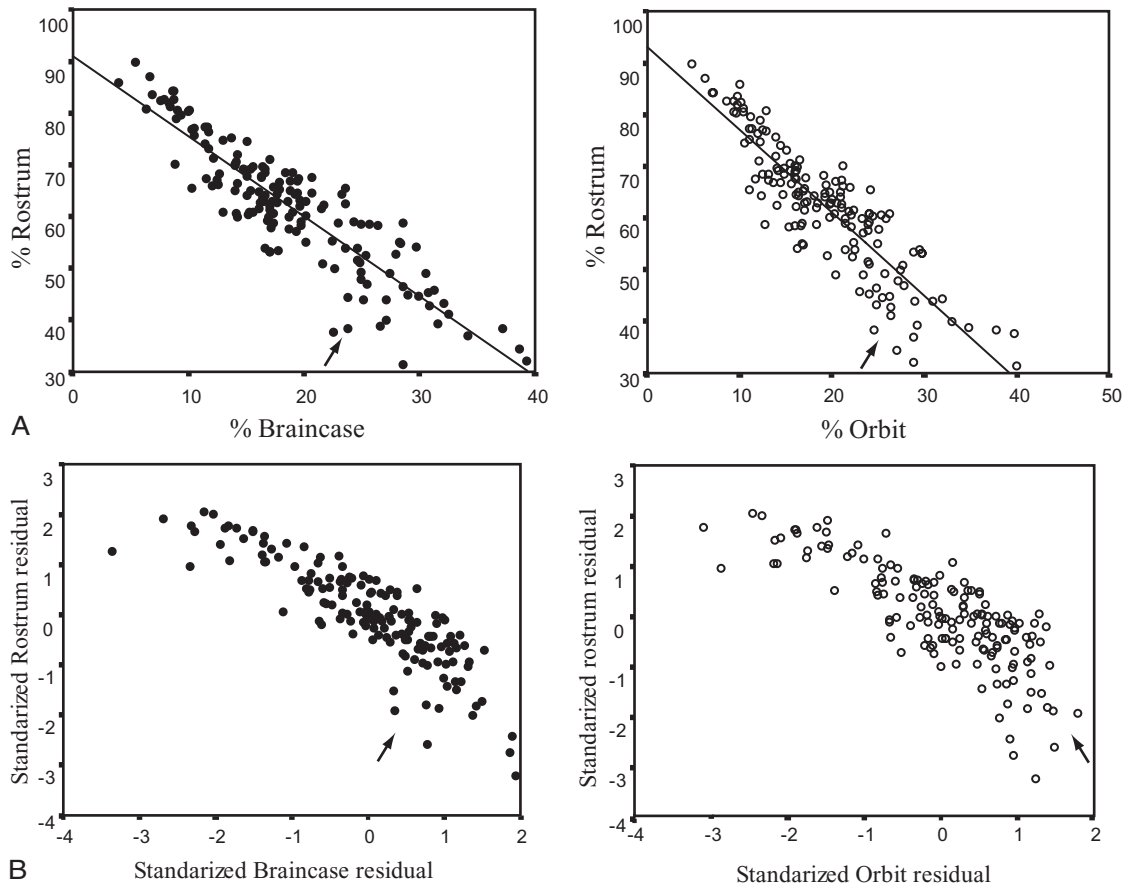 100
90
80
70
60
50
40
30
% Rostrum
0 10 20 30 40
% Braincase
100
90
80
70
60
50
40
30
% Rostrum
0 10 20 30 40 50
% Orbit
A
3
2
1
0
-1
-2
-3
-4
Standarized Rostrum residual
-4 -3 -2 -1 0 1 2
Standarized Braincase residual
3
2
1
0
-1
-2
-3
-4
Standarized rostrum residual
-4 -3 -2 -1 0 1 2
Standarized Orbit residual
B